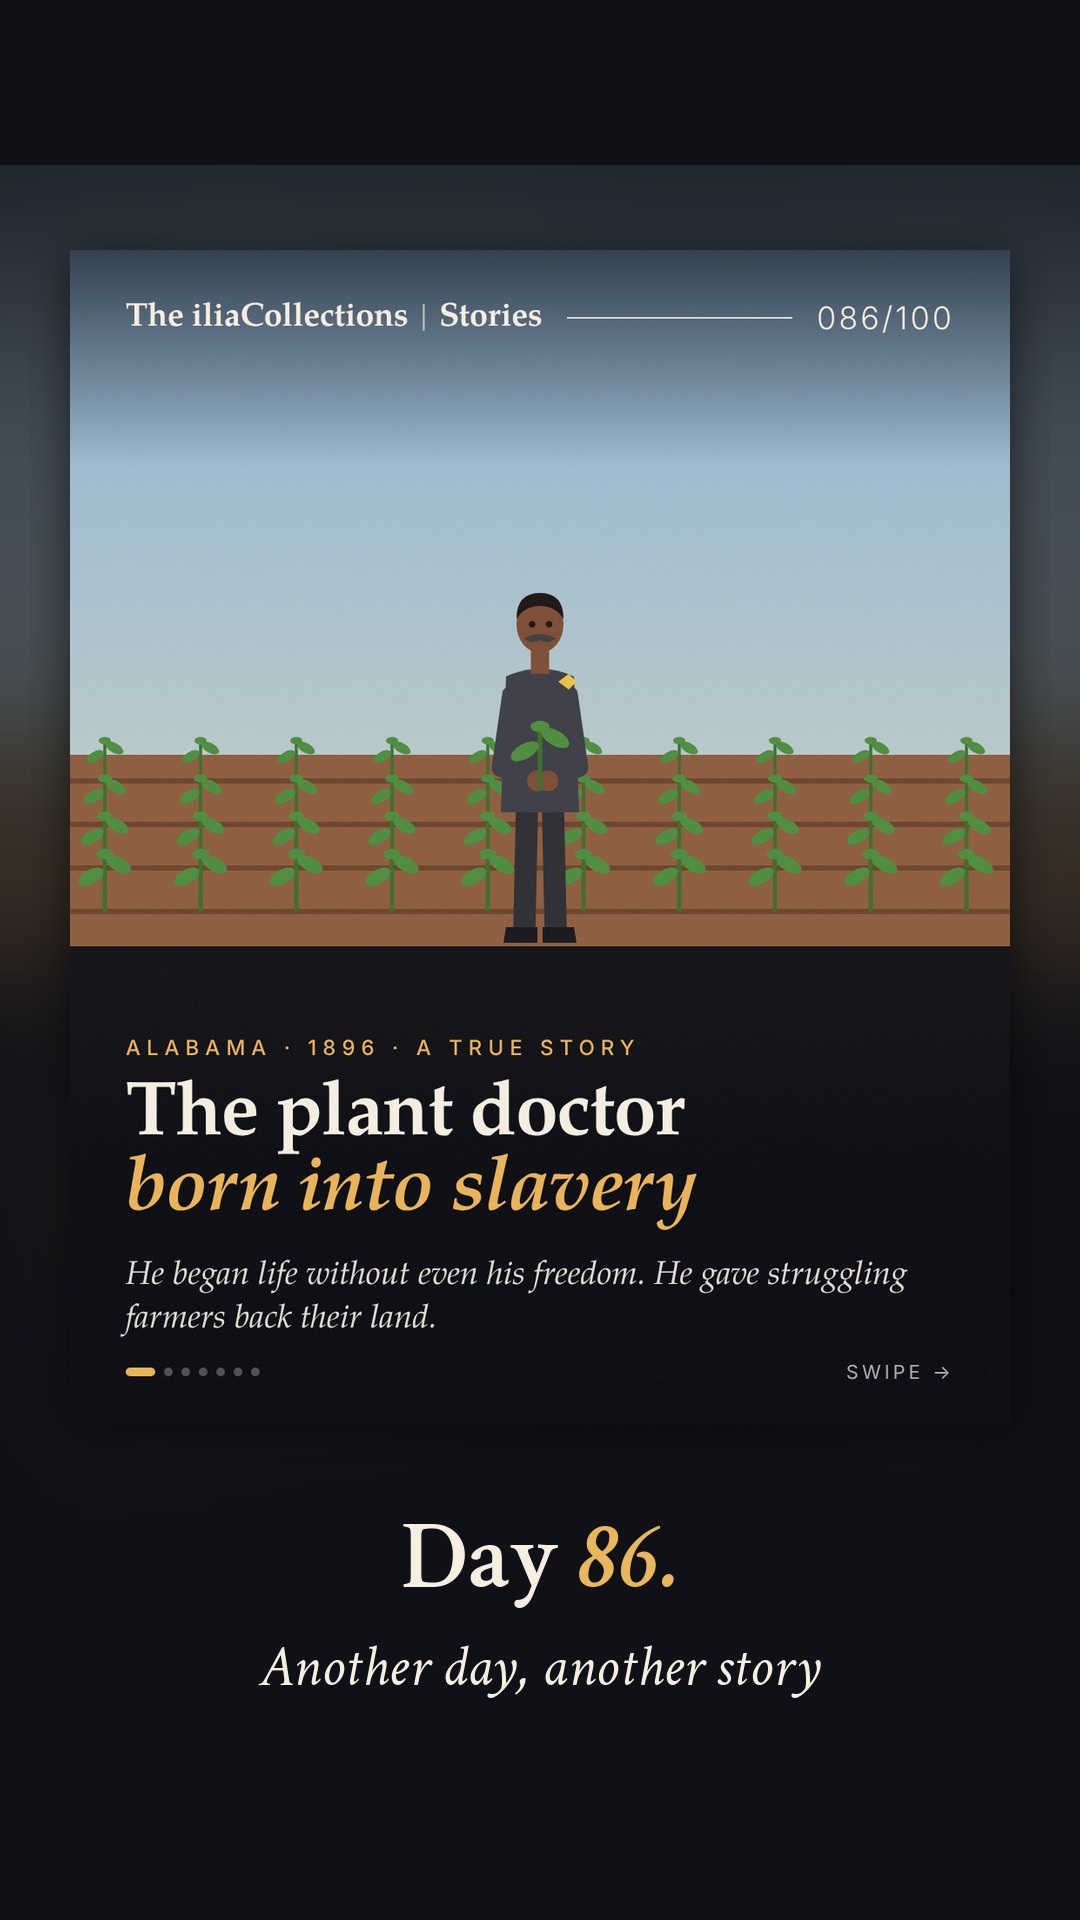 The iliaCollections | Stories 086/100
ALABAMA · 1896 · A TRUE STORY
The plant doctor
born into slavery
He began life without even his freedom. He gave struggling
farmers back their land.
SWIPE →
Day 86.
Another day, another story